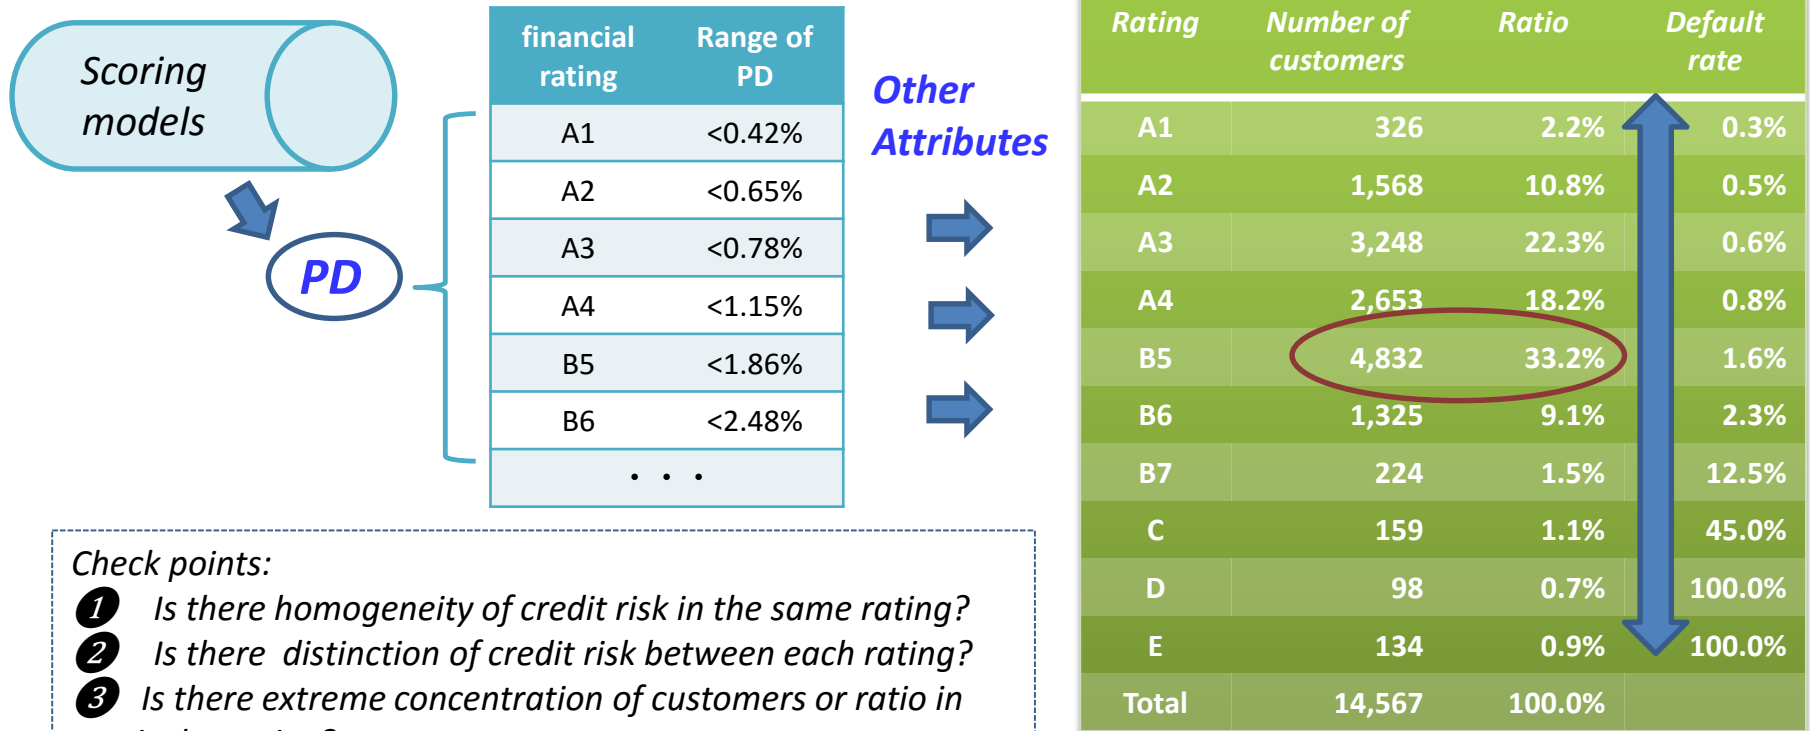 Scoring
models
PD
financial rating Range of PD
A1 <0.42%
A2 <0.65%
A3 <0.78%
A4 <1.15%
B5 <1.86%
B6 <2.48%
· · ·
Other
Attributes
Rating Number of customers Ratio Default rate
A1 326 2.2% 0.3%
A2 1,568 10.8% 0.5%
A3 3,248 22.3% 0.6%
A4 2,653 18.2% 0.8%
B5 4,832 33.2% 1.6%
B6 1,325 9.1% 2.3%
B7 224 1.5% 12.5%
C 159 1.1% 45.0%
D 98 0.7% 100.0%
E 134 0.9% 100.0%
Total 14,567 100.0%
Check points:
❶ Is there homogeneity of credit risk in the same rating?
❷ Is there distinction of credit risk between each rating?
❸ Is there extreme concentration of customers or ratio in